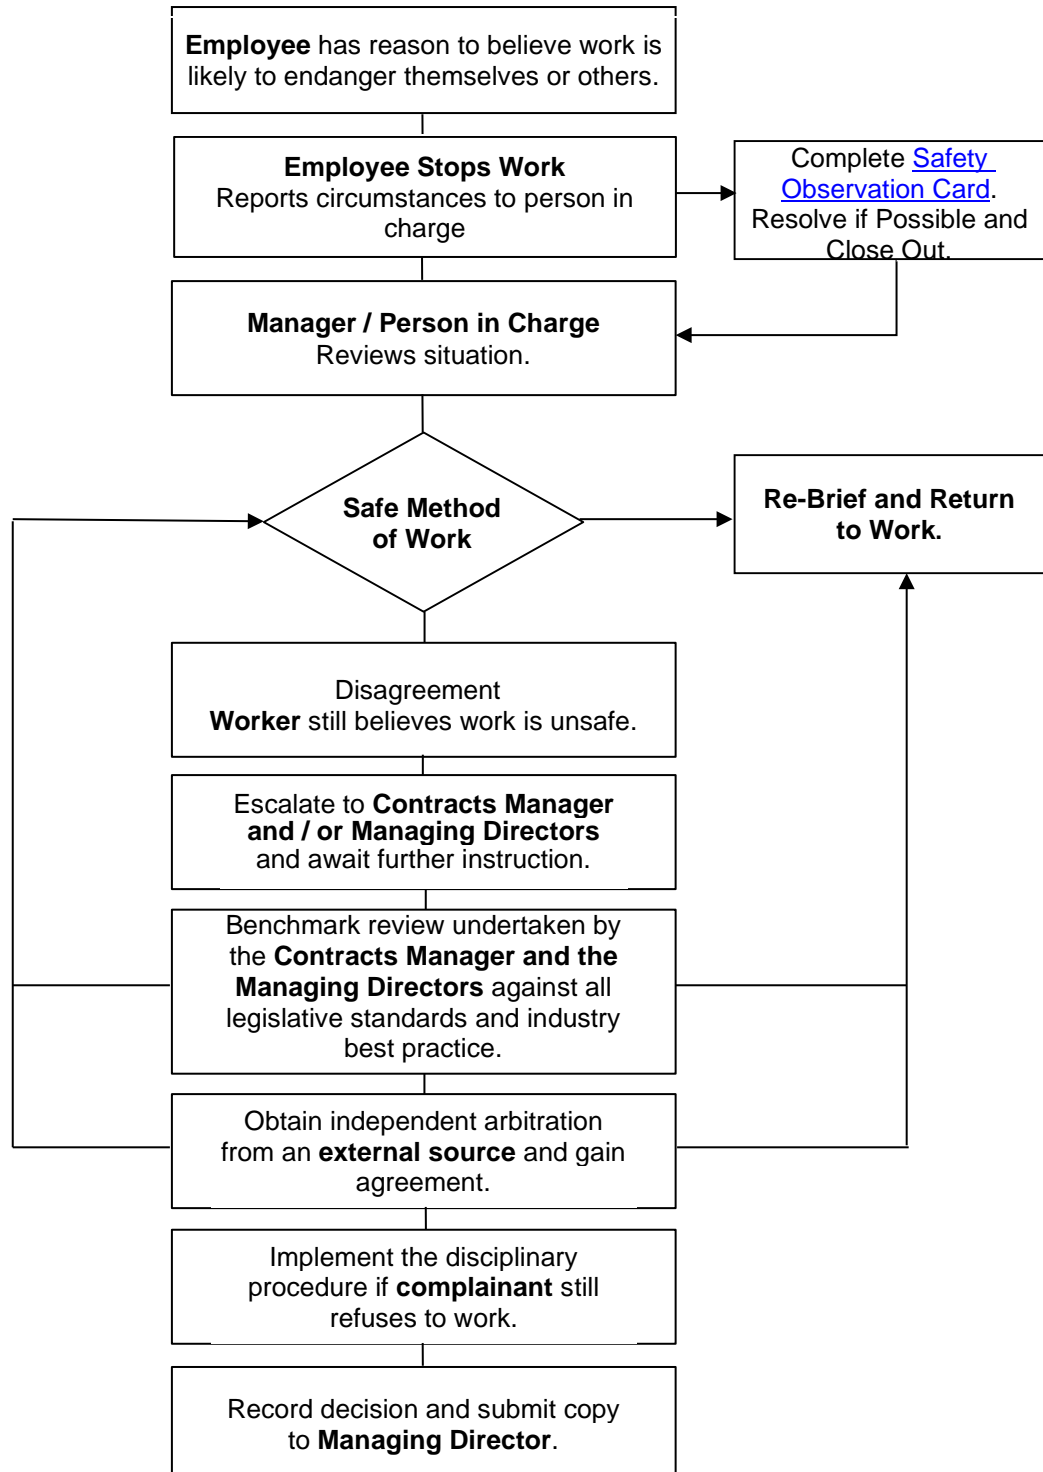 Employee has reason to believe work is
likely to endanger themselves or others.
Employee Stops Work
Reports circumstances to person in
charge
Complete Safety
Observation Card.
Resolve if Possible and
Close Out.
Manager / Person in Charge
Reviews situation.
Safe Method
of Work
Re-Brief and Return
to Work.
Disagreement
Worker still believes work is unsafe.
Escalate to Contracts Manager
and / or Managing Directors
and await further instruction.
Benchmark review undertaken by
the Contracts Manager and the
Managing Directors against all
legislative standards and industry
best practice.
Obtain independent arbitration
from an external source and gain
agreement.
Implement the disciplinary
procedure if complainant still
refuses to work.
Record decision and submit copy
to Managing Director.